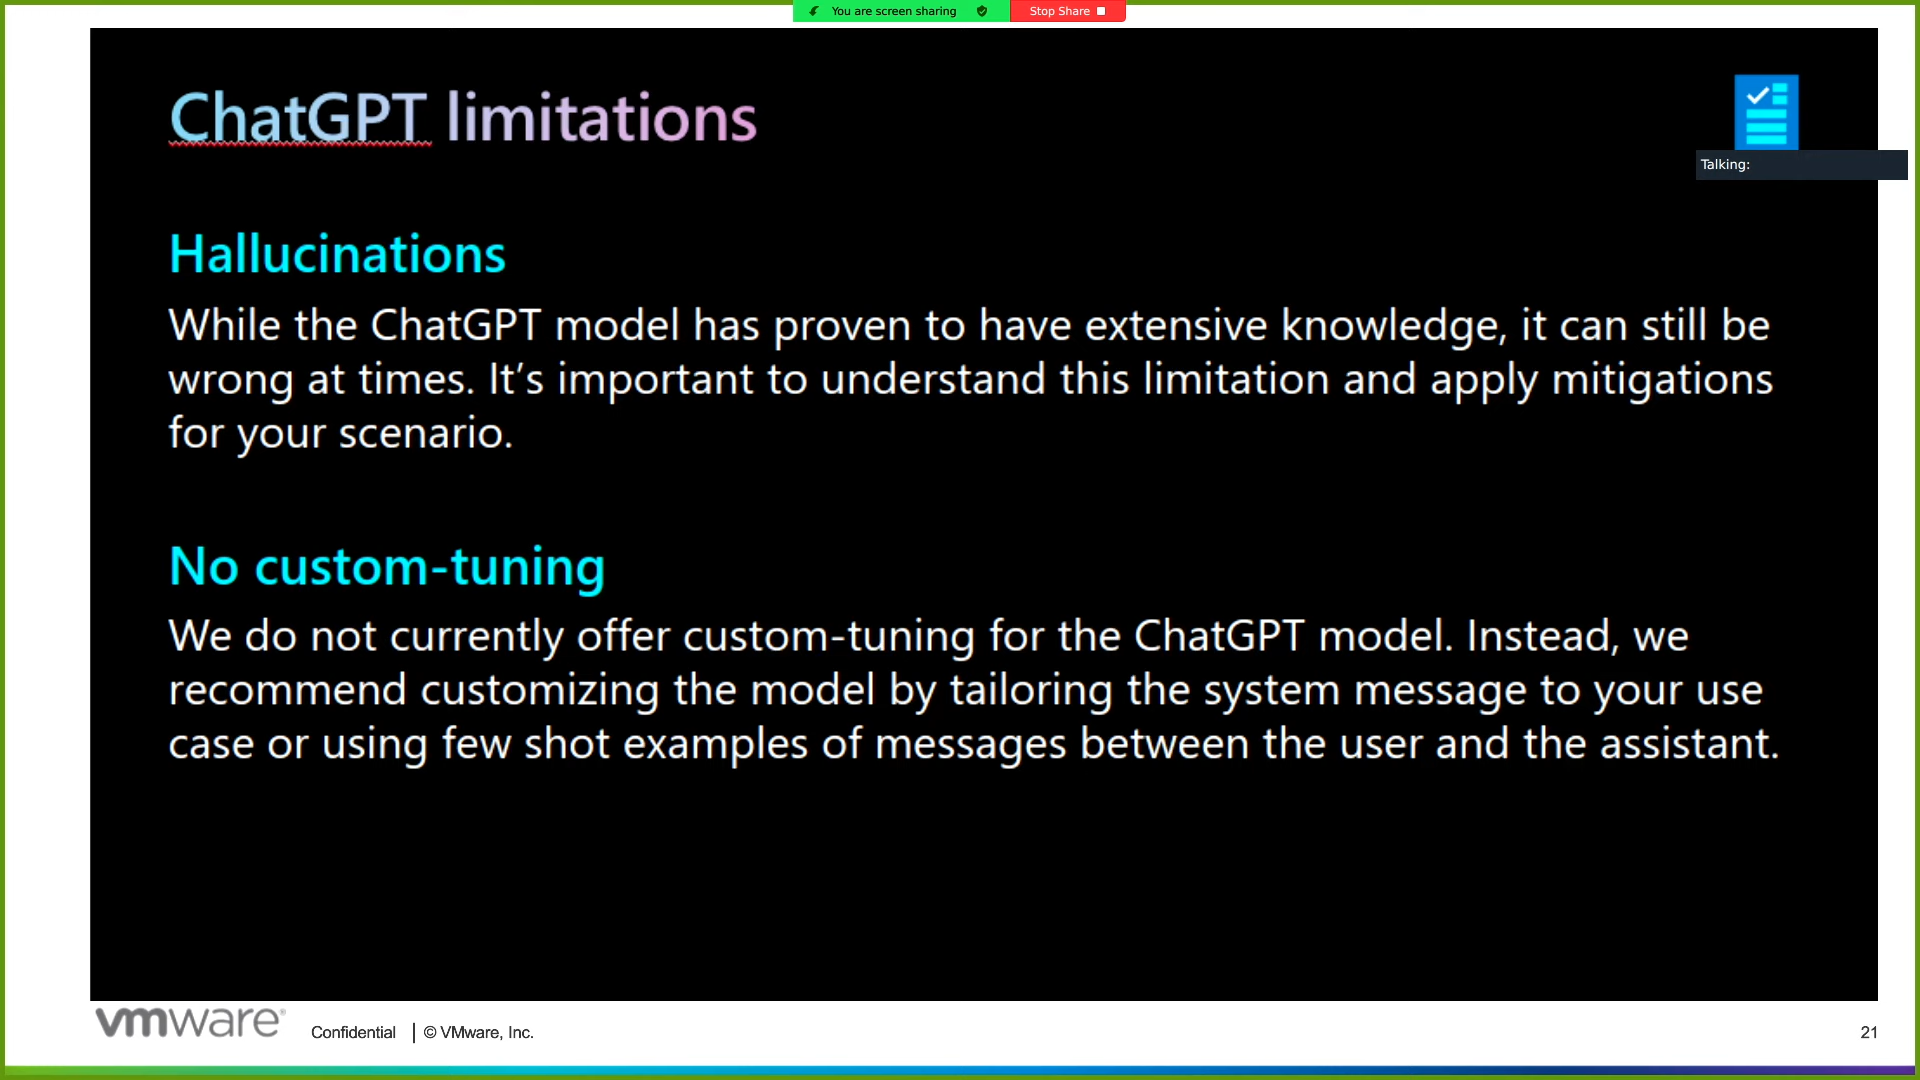 You are screen sharing
Stop Share
ChatGPT limitations
Talking:
Hallucinations
While the ChatGPT model has proven to have extensive knowledge, it can still be
wrong at times. It’s important to understand this limitation and apply mitigations
for your scenario.
No custom-tuning
We do not currently offer custom-tuning for the ChatGPT model. Instead, we
recommend customizing the model by tailoring the system message to your use
case or using few shot examples of messages between the user and the assistant.
vmware®
Confidential | © VMware, Inc.
21